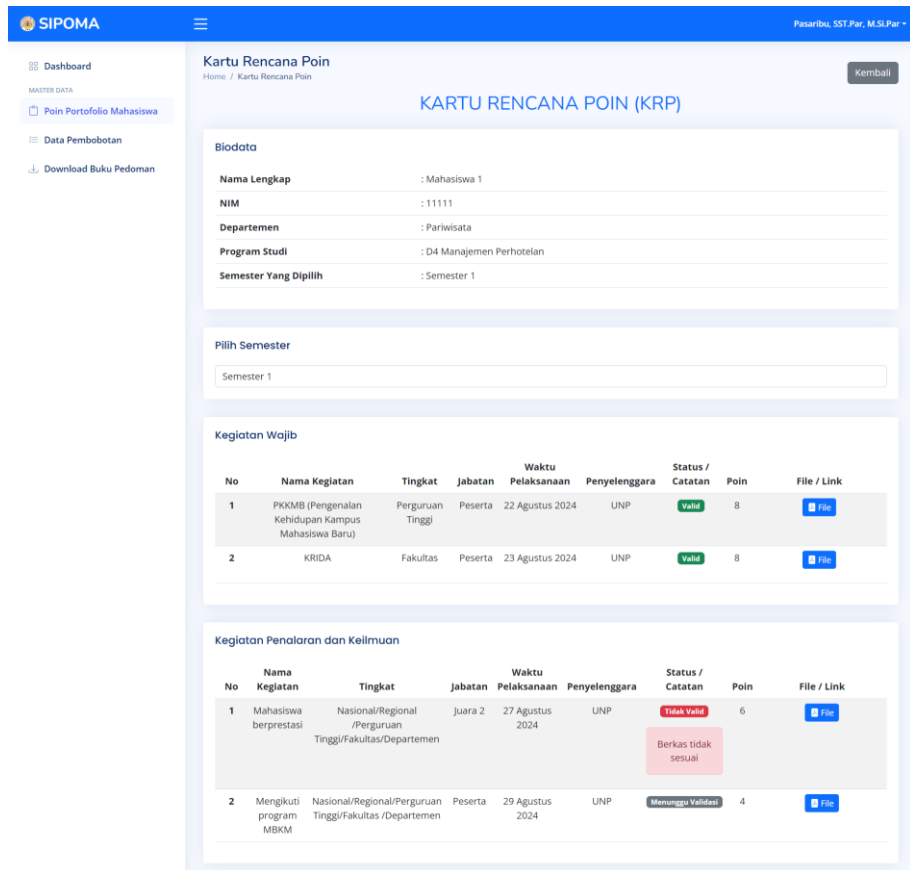 SIPOMA
Pasaribu, SST.Par, M.Si.Par
Dashboard
MASTER DATA
Poin Portofolio Mahasiswa
Data Pembobotan
Download Buku Pedoman
Kartu Rencana Poin
Home / Kartu Rencana Poin
Kembali
KARTU RENCANA POIN (KRP)
Biodata
Nama Lengkap : Mahasiswa 1
NIM : 11111
Departemen : Pariwisata
Program Studi : D4 Manajemen Perhotelan
Semester Yang Dipilih : Semester 1
Pilih Semester
Semester 1
Kegiatan Wajib
No Nama Kegiatan Tingkat Jabatan Waktu Pelaksanaan Penyelenggara Status / Catatan Poin File / Link
1 PKKMB (Pengenalan Kehidupan Kampus Mahasiswa Baru) Perguruan Tinggi Peserta 22 Agustus 2024 UNP Valid 8 File
2 KRIDA Fakultas Peserta 23 Agustus 2024 UNP Valid 8 File
Kegiatan Penalaran dan Keilmuan
No Nama Kegiatan Tingkat Jabatan Waktu Pelaksanaan Penyelenggara Status / Catatan Poin File / Link
1 Mahasiswa berprestasi Nasional/Regional /Perguruan Tinggi/Fakultas/Departemen Juara 2 27 Agustus 2024 UNP Tidak Valid Berkas tidak sesuai 6 File
2 Mengikuti program MBKM Nasional/Regional/Perguruan Tinggi/Fakultas /Departemen Peserta 29 Agustus 2024 UNP Menunggu Validasi 4 File